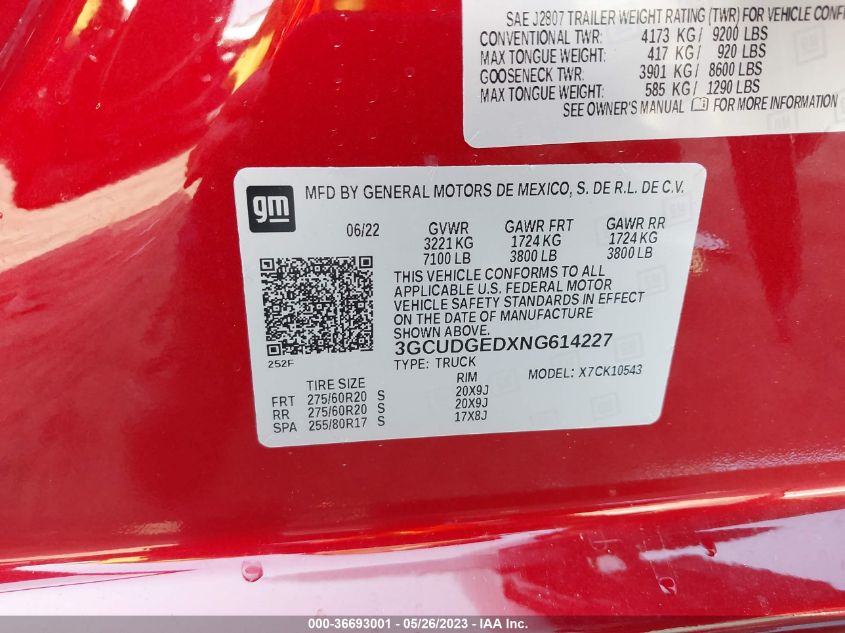 SAE J2807 TRAILER WEIGHT RATING (TWR) FOR VEHICLE
CONVENTIONAL TWR: 4173 KG / 9200 LBS
MAX TONGUE WEIGHT: 417 KG / 920 LBS
GOOSENECK TWR: 3901 KG / 8600 LBS
MAX TONGUE WEIGHT: 585 KG / 1290 LBS
SEE OWNER'S MANUAL FOR MORE INFORMATION
gm MFD BY GENERAL MOTORS DE MEXICO, S. DE R.L. DE C.V.
06/22 GVWR GAWR FRT GAWR RR
3221 KG 1724 KG 1724 KG
7100 LB 3800 LB 3800 LB
THIS VEHICLE CONFORMS TO ALL
APPLICABLE U.S. FEDERAL MOTOR
VEHICLE SAFETY STANDARDS IN EFFECT
ON THE DATE OF MANUFACTURE
SHOWN ABOVE.
3GCUDGEDXNG614227
252F
TYPE: TRUCK MODEL: X7CK10543
TIRE SIZE RIM
FRT 275/60R20 S 20X9J
RR 275/60R20 S 20X9J
SPA 255/80R17 S 17X8J
000-36693001 - 05/26/2023 - IAA Inc.